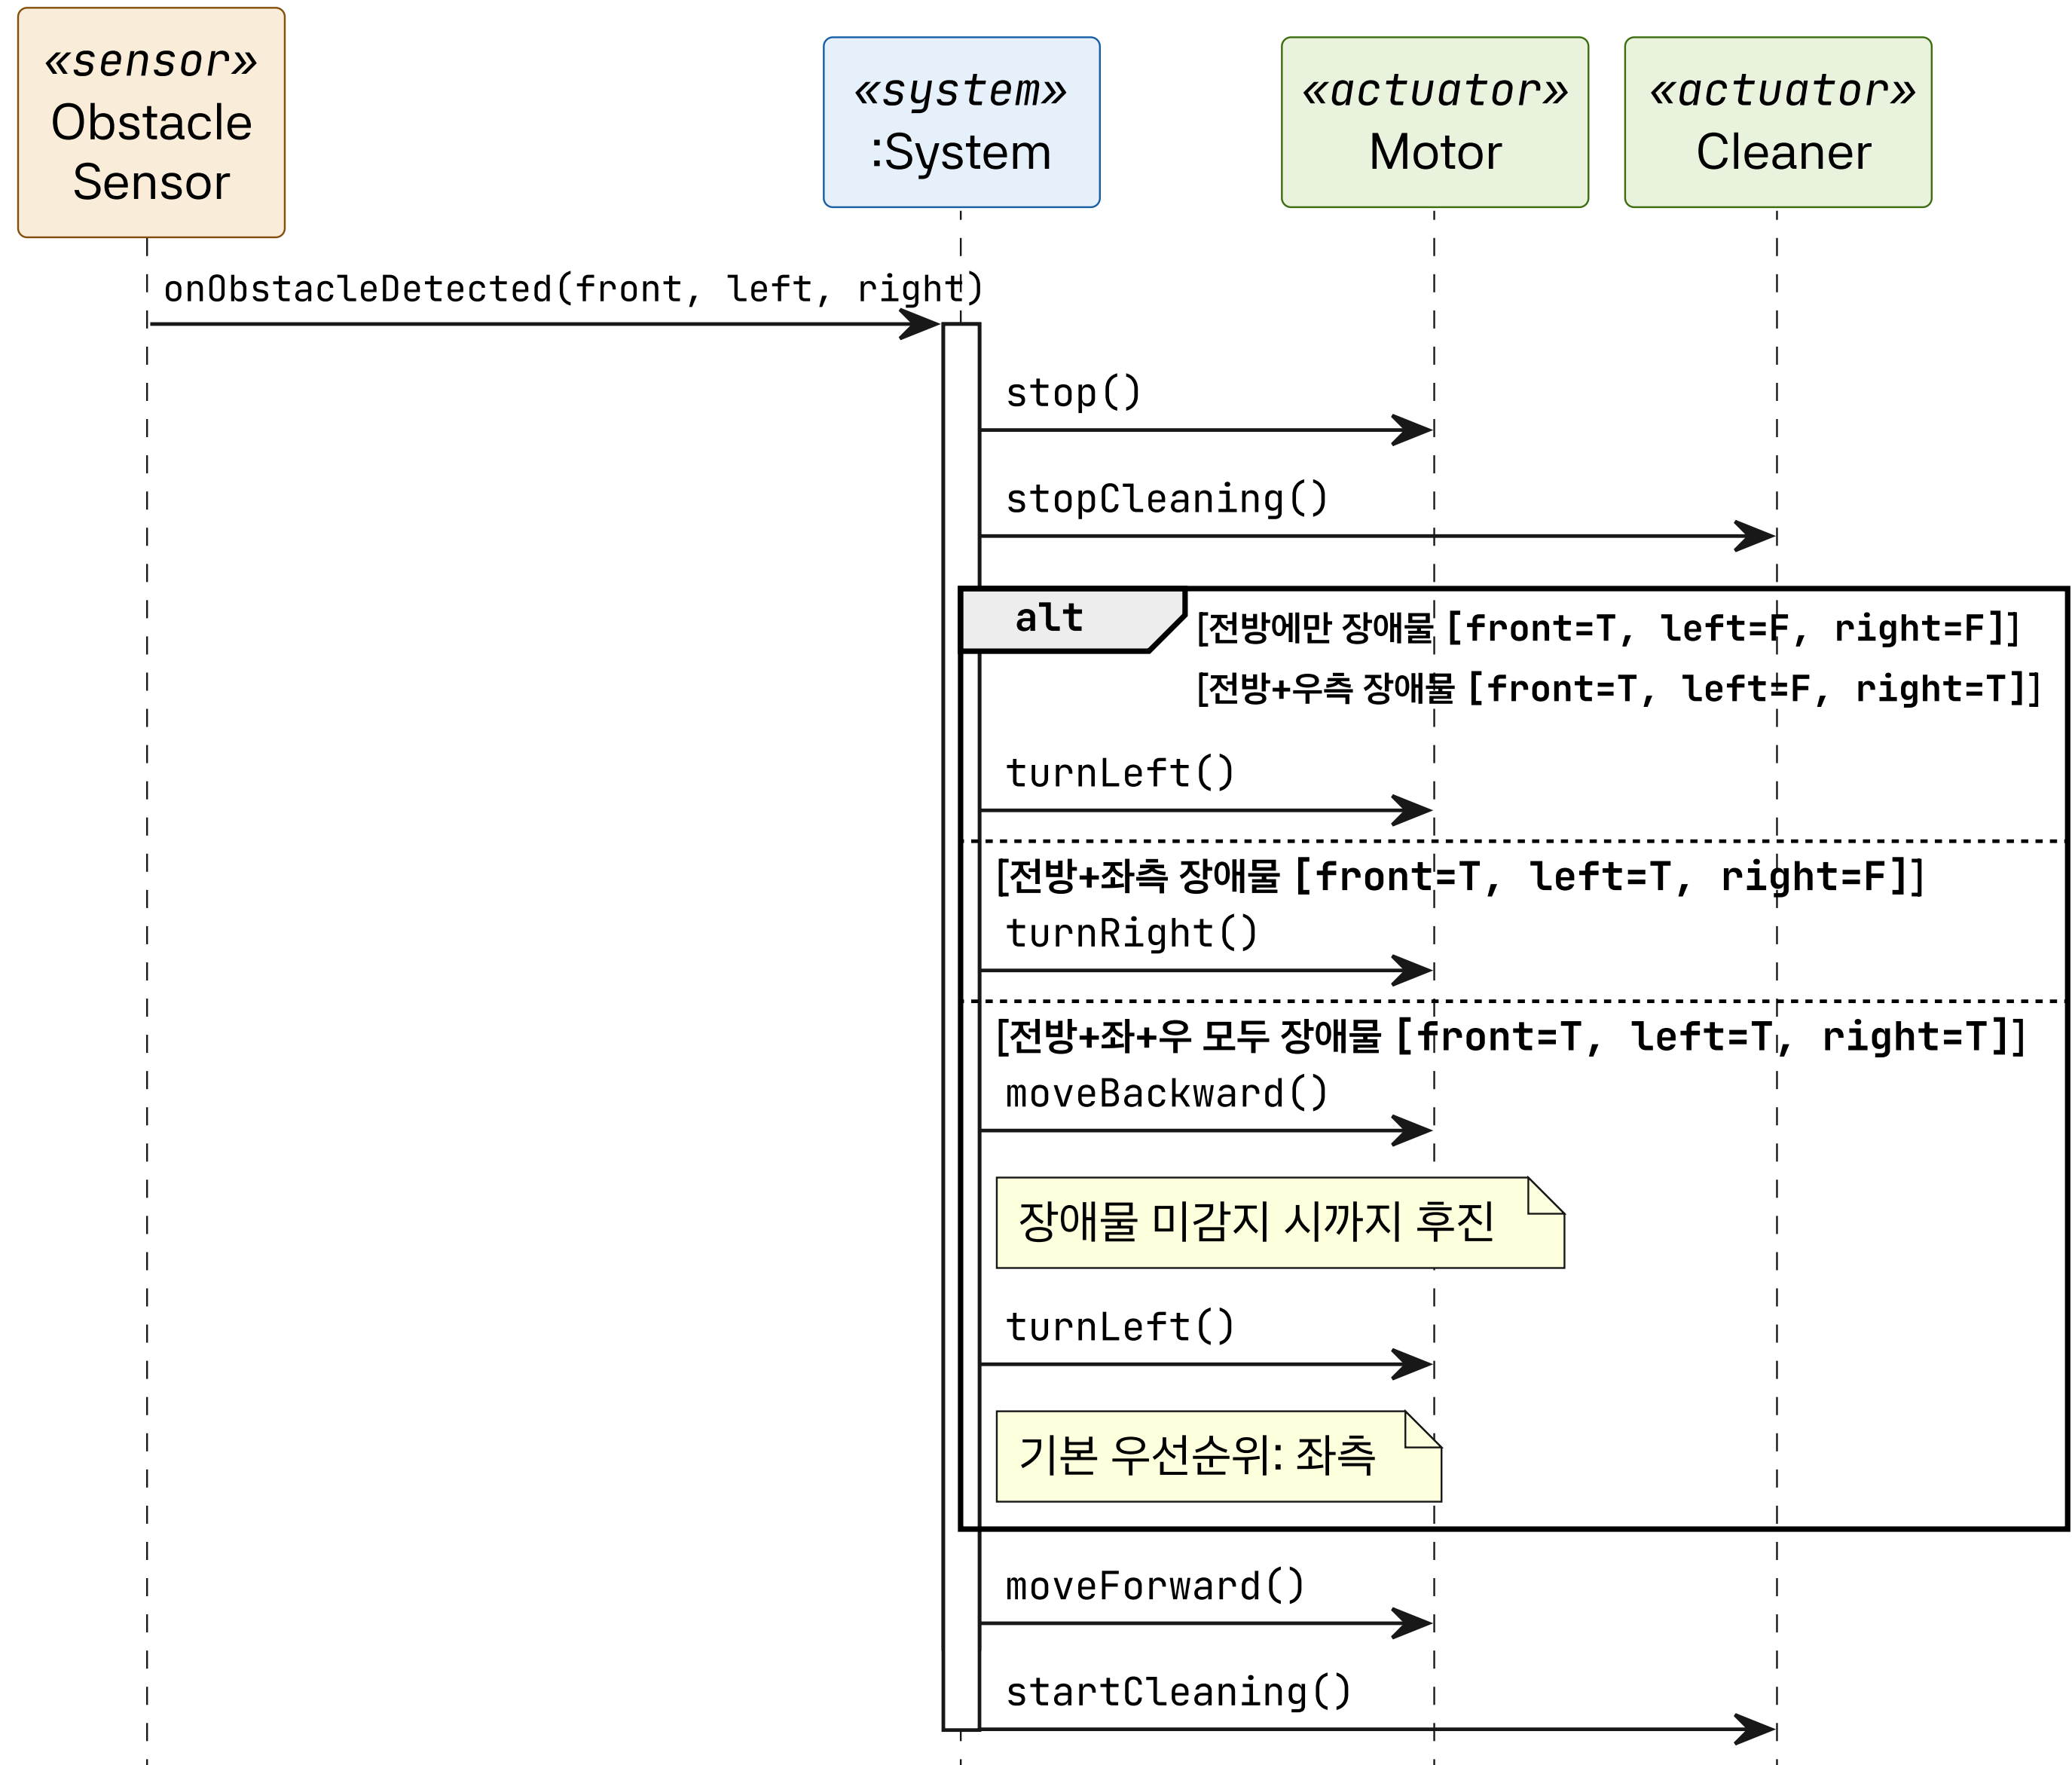 «sensor»
Obstacle
Sensor
«system»
:System
«actuator»
Motor
«actuator»
Cleaner
onObstacleDetected(front, left, right)
stop()
stopCleaning()
alt
[전방에만 장애물 [front=T, left=F, right=F]]
[전방+우측 장애물 [front=T, left=F, right=T]]
turnLeft()
[전방+좌측 장애물 [front=T, left=T, right=F]]
turnRight()
[전방+좌+우 모두 장애물 [front=T, left=T, right=T]]
moveBackward()
장애물 미감지 시까지 후진
turnLeft()
기본 우선순위: 좌측
moveForward()
startCleaning()